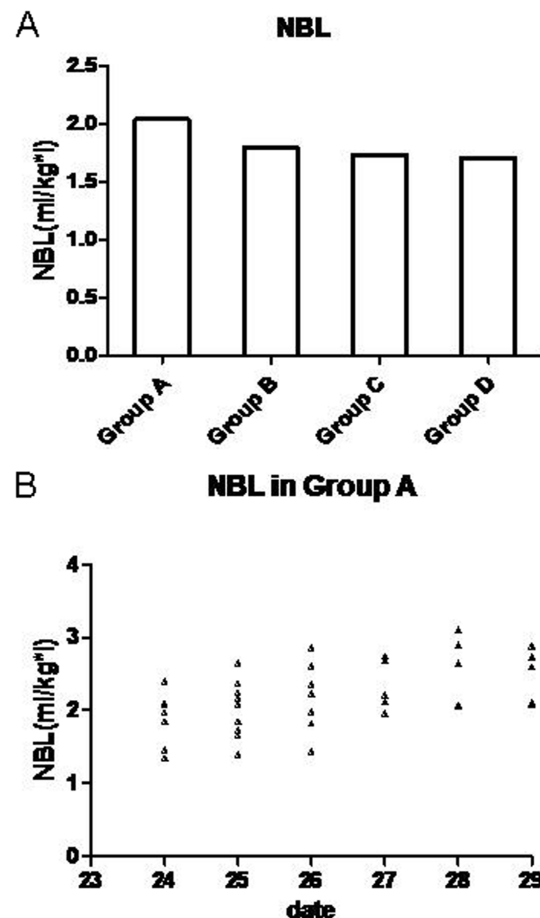 A
NBL
NBL(ml/kg*l)
2.5
2.0
1.5
1.0
0.5
0.0
Group A
Group B
Group C
Group D
B
NBL in Group A
NBL(ml/kg*l)
4
3
2
1
0
23 24 25 26 27 28 29
date